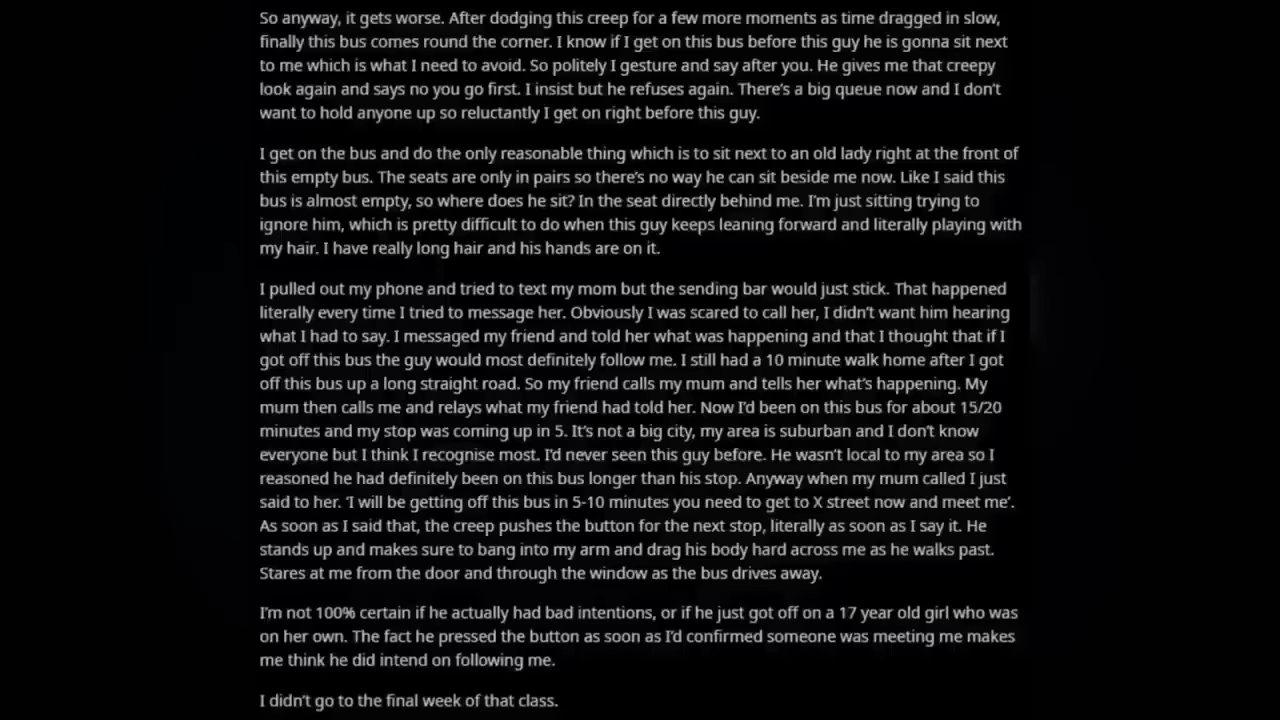 So anyway, it gets worse. After dodging this creep for a few more moments as time dragged in slow,
finally this bus comes round the corner. I know if I get on this bus before this guy he is gonna sit next
to me which is what I need to avoid. So politely I gesture and say after you. He gives me that creepy
look again and says no you go first. I insist but he refuses again. There's a big queue now and I don't
want to hold anyone up so reluctantly I get on right before this guy.
I get on the bus and do the only reasonable thing which is to sit next to an old lady right at the front of
this empty bus. The seats are only in pairs so there's no way he can sit beside me now. Like I said this
bus is almost empty, so where does he sit? In the seat directly behind me. I'm just sitting trying to
ignore him, which is pretty difficult to do when this guy keeps leaning forward and literally playing with
my hair. I have really long hair and his hands are on it.
I pulled out my phone and tried to text my mom but the sending bar would just stick. That happened
literally every time I tried to message her. Obviously I was scared to call her, I didn't want him hearing
what I had to say. I messaged my friend and told her what was happening and that I thought that if I
got off this bus the guy would most definitely follow me. I still had a 10 minute walk home after I got
off this bus up a long straight road. So my friend calls my mum and tells her what's happening. My
mum then calls me and relays what my friend had told her. Now I'd been on this bus for about 15/20
minutes and my stop was coming up in 5. It's not a big city, my area is suburban and I don't know
everyone but I think I recognise most. I'd never seen this guy before. He wasn't local to my area so I
reasoned he had definitely been on this bus longer than his stop. Anyway when my mum called I just
said to her. 'I will be getting off this bus in 5-10 minutes you need to get to X street now and meet me'.
As soon as I said that, the creep pushes the button for the next stop, literally as soon as I say it. He
stands up and makes sure to bang into my arm and drag his body hard across me as he walks past.
Stares at me from the door and through the window as the bus drives away.
I'm not 100% certain if he actually had bad intentions, or if he just got off on a 17 year old girl who was
on her own. The fact he pressed the button as soon as I'd confirmed someone was meeting me makes
me think he did intend on following me.
I didn't go to the final week of that class.